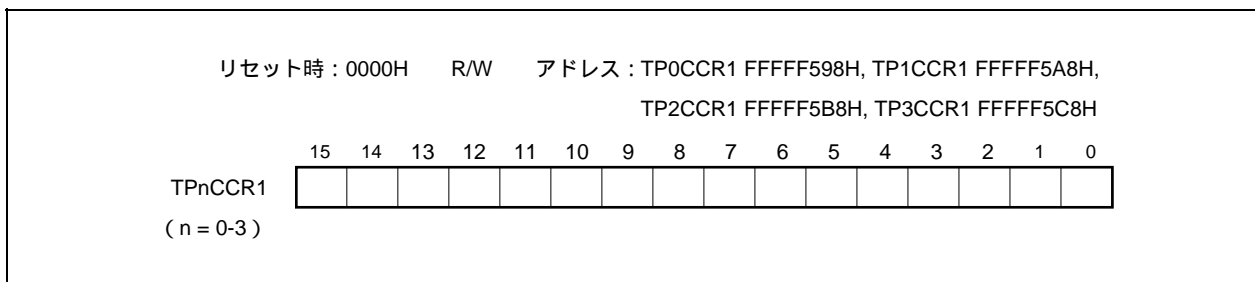 リセット時：0000H R/W アドレス：TP0CCR1 FFFFF598H, TP1CCR1 FFFFF5A8H,
TP2CCR1 FFFFF5B8H, TP3CCR1 FFFFF5C8H
15 14 13 12 11 10 9 8 7 6 5 4 3 2 1 0
TPnCCR1
（n = 0-3）